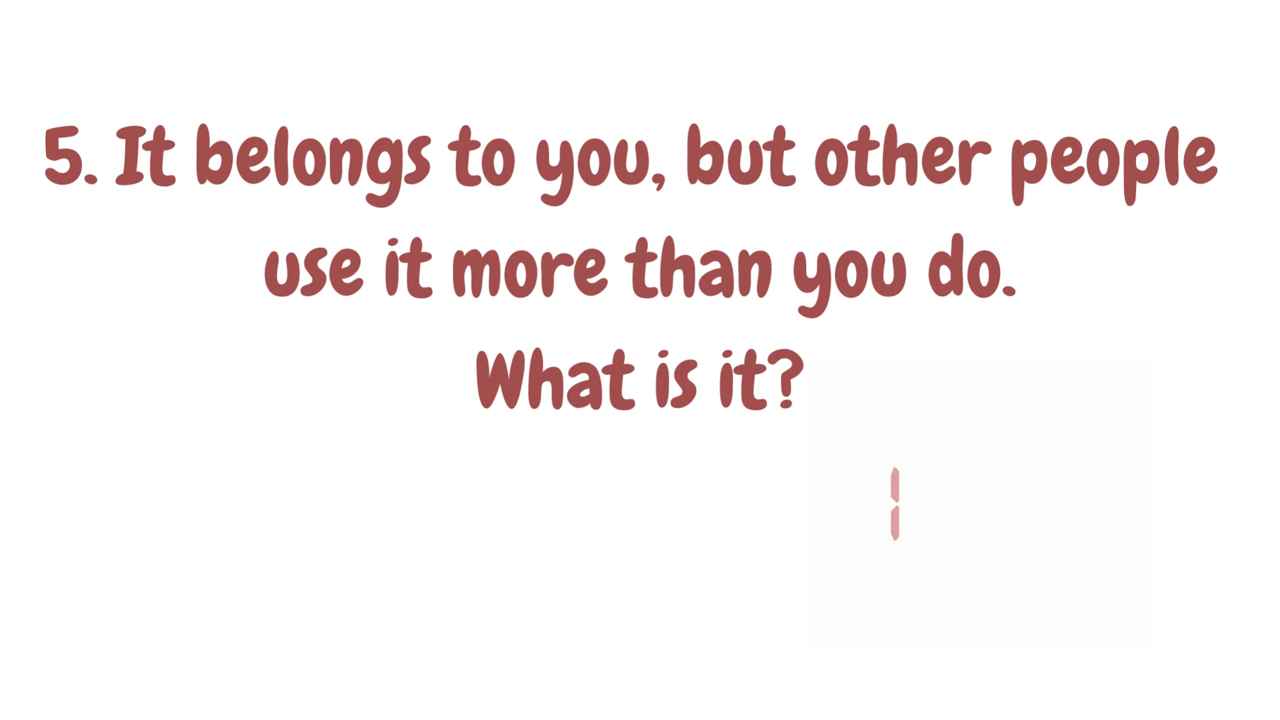 5. It belongs to you, but other people
use it more than you do.
What is it?
1